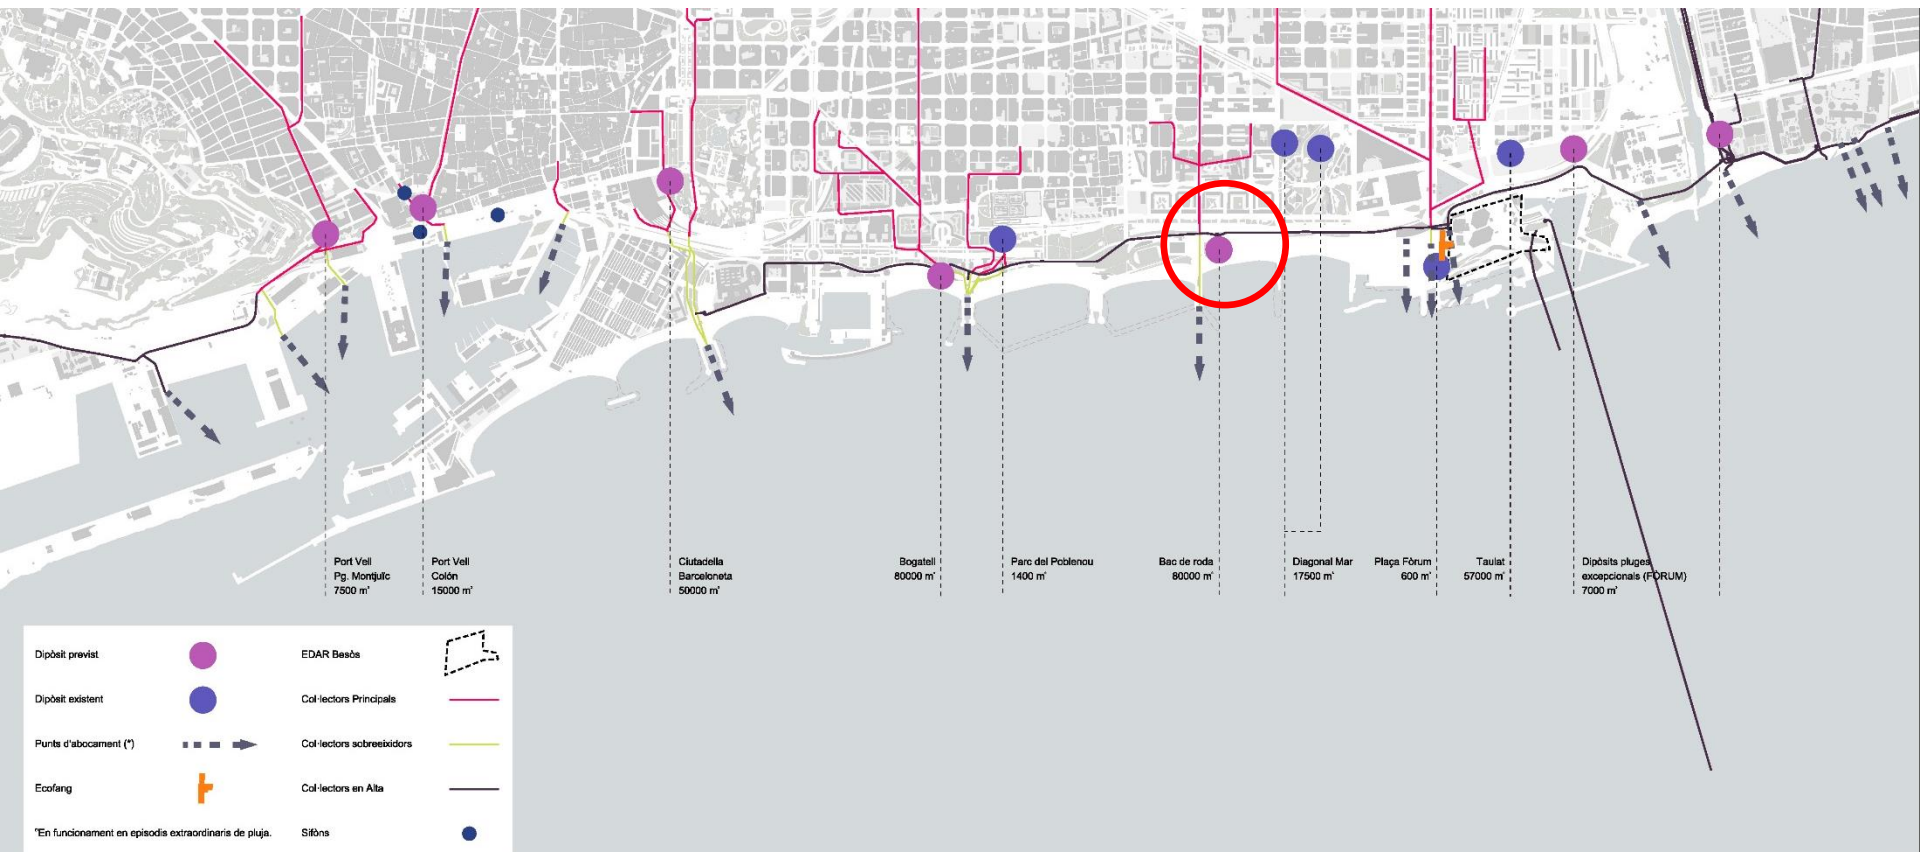 Port Vell
Pg. Montjuïc
7500 m³
Port Vell
Colón
15000 m³
Ciutadella
Barceloneta
50000 m³
Bogatell
80000 m³
Parc del Poblenou
1400 m³
Bac de roda
80000 m³
Diagonal Mar
17500 m³
Plaça Fòrum
600 m³
Taulat
57000 m³
Dipòsits pluges
excepcionals (FÒRUM)
7000 m³
Dipòsit previst
EDAR Besòs
Dipòsit existent
Col·lectors Principals
Punts d'abocament (*)
Col·lectors sobreeixidors
Ecofang
Col·lectors en Alta
*En funcionament en episodis extraordinaris de pluja.
Sifòns